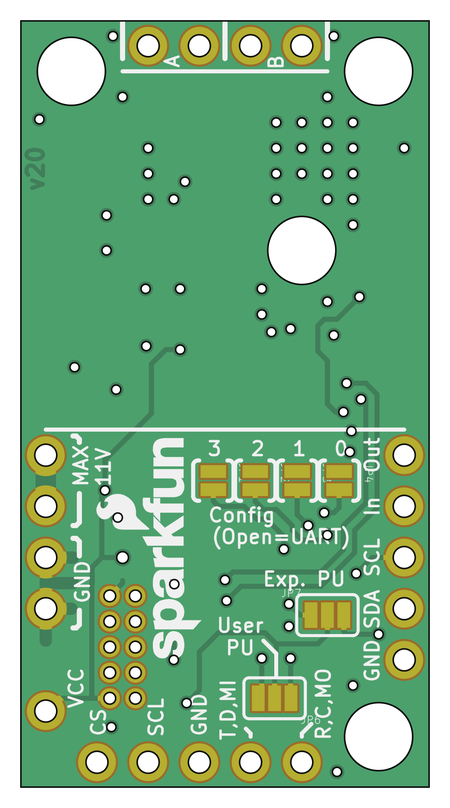 A
B
v20
MAX
11V
3 2 1 0
Out
In
Config
(Open=UART)
sparkfun
GND
SCL
Exp. PU
JP7
SDA
User
PU
GND
VCC
CS
SCL
GND
T,D,MI
R,C,MO